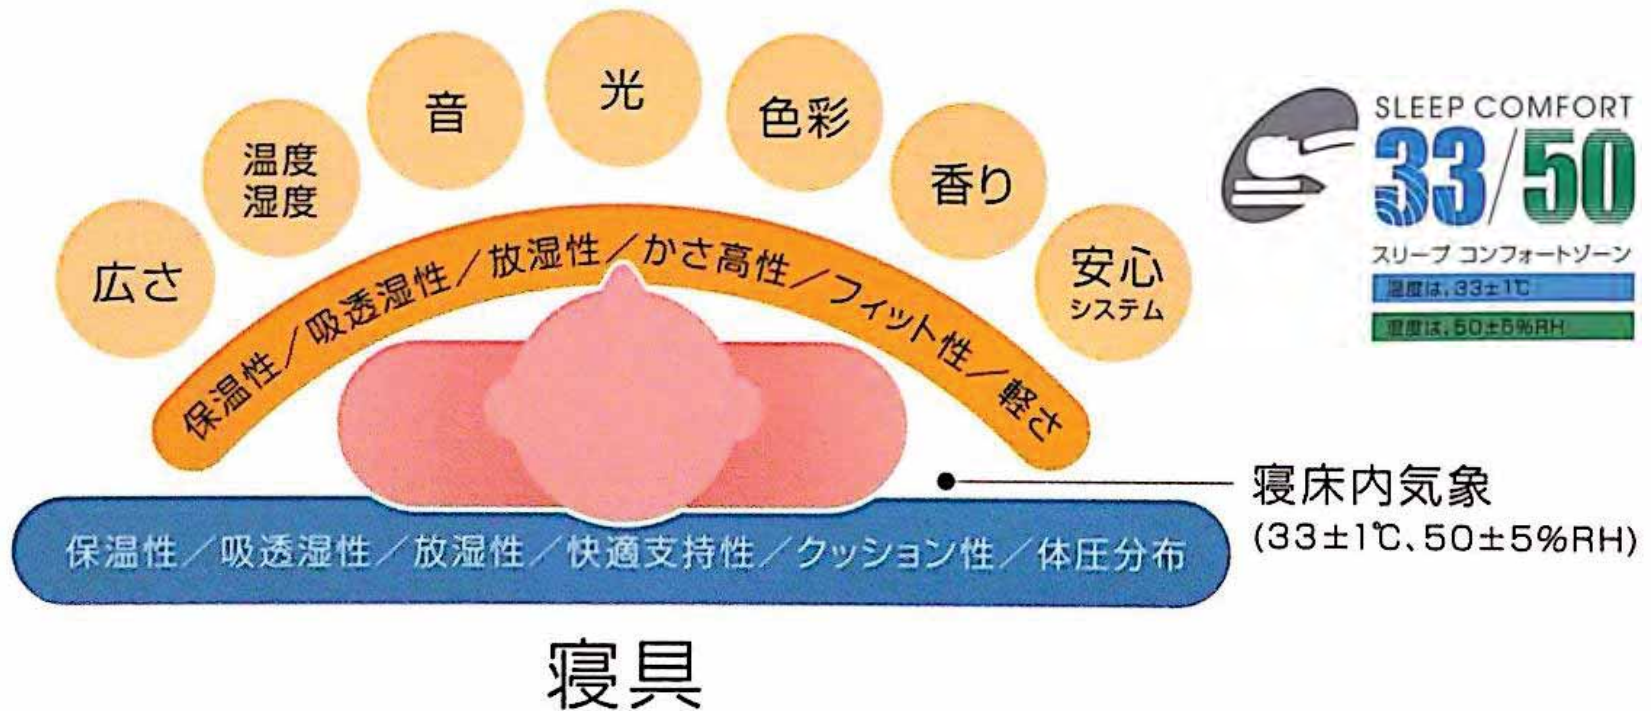 広さ
温度
湿度
音
光
色彩
香り
安心
システム
保温性／吸透湿性／放湿性／かさ高性／フィット性／軽さ
保温性／吸透湿性／放湿性／快適支持性／クッション性／体圧分布
寝具
SLEEP COMFORT
33/50
スリープ コンフォートゾーン
温度は、33±1℃
湿度は、50±5%RH
寝床内気象
(33±1℃、50±5%RH)